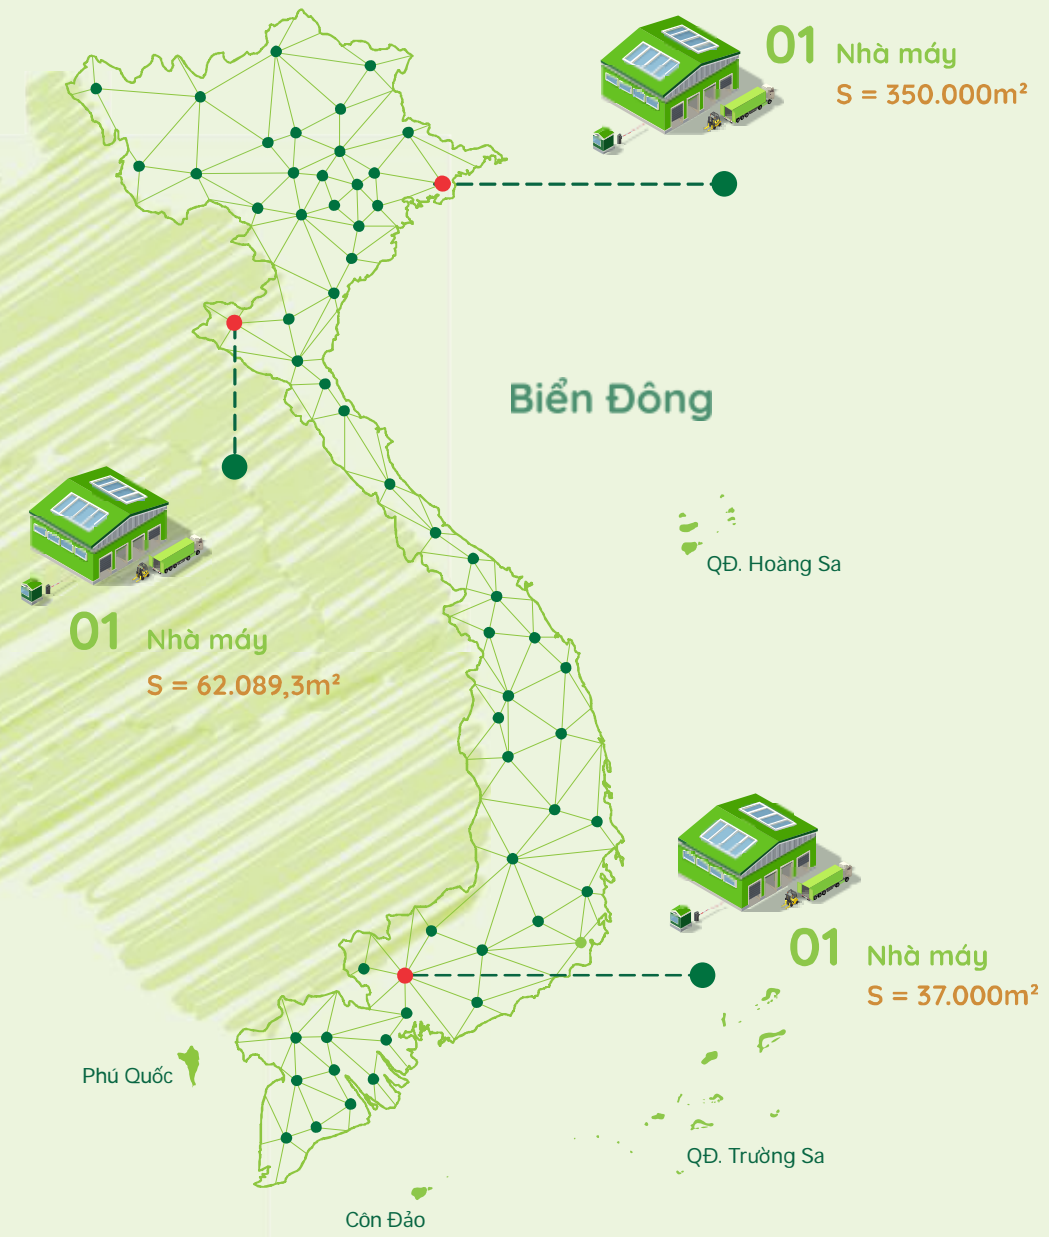 01 Nhà máy
S = 350.000m²
Biển Đông
QĐ. Hoàng Sa
01 Nhà máy
S = 62.089,3m²
01 Nhà máy
S = 37.000m²
Phú Quốc
QĐ. Trường Sa
Côn Đảo